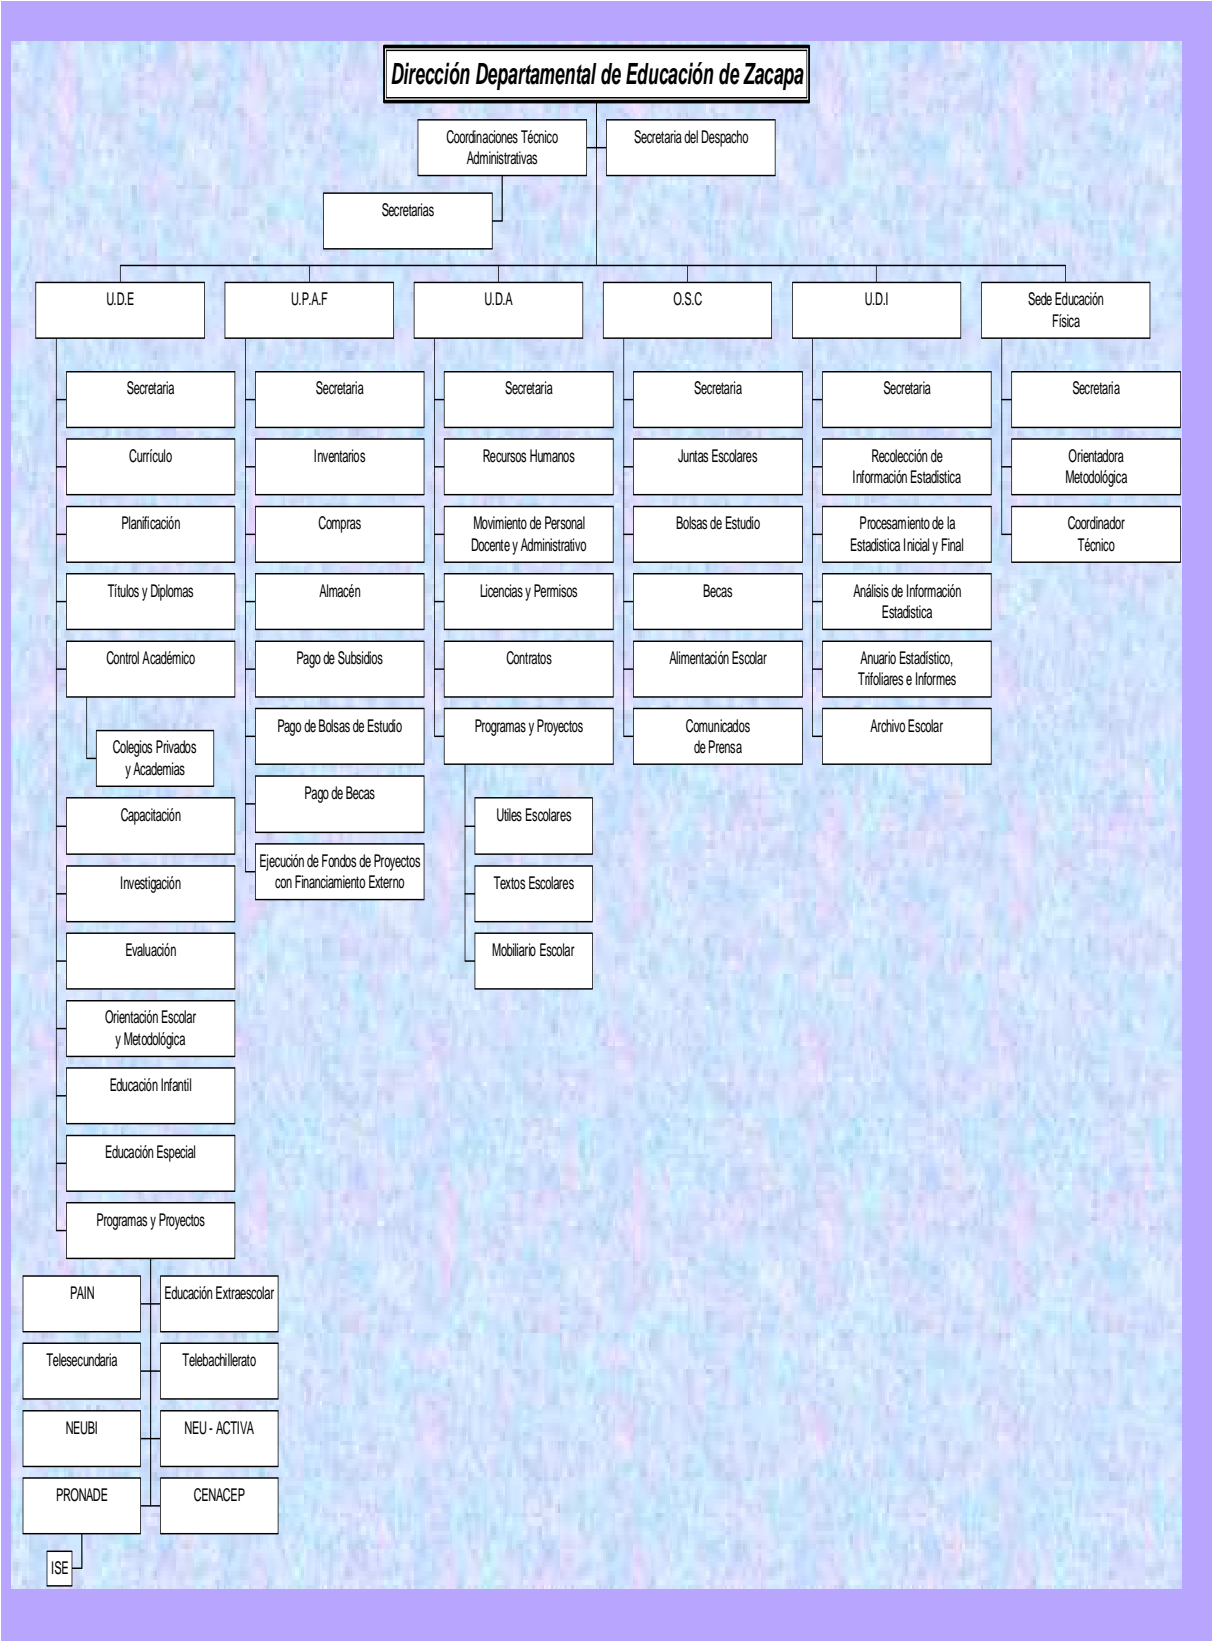 Dirección Departamental de Educación de Zacapa
Coordinaciones Técnico
Administrativas
Secretaria del Despacho
Secretarias
U.D.E
U.P.A.F
U.D.A
O.S.C
U.D.I
Sede Educación
Física
Secretaria
Currículo
Planificación
Títulos y Diplomas
Control Académico
Colegios Privados
y Academias
Capacitación
Investigación
Evaluación
Orientación Escolar
y Metodológica
Educación Infantil
Educación Especial
Programas y Proyectos
PAIN
Educación Extraescolar
Telesecundaria
Telebachillerato
NEUBI
NEU - ACTIVA
PRONADE
CENACEP
ISE
Secretaria
Inventarios
Compras
Almacén
Pago de Subsidios
Pago de Bolsas de Estudio
Pago de Becas
Ejecución de Fondos de Proyectos
con Financiamiento Externo
Secretaria
Recursos Humanos
Movimiento de Personal
Docente y Administrativo
Licencias y Permisos
Contratos
Programas y Proyectos
Utiles Escolares
Textos Escolares
Mobiliario Escolar
Secretaria
Juntas Escolares
Bolsas de Estudio
Becas
Alimentación Escolar
Comunicados
de Prensa
Secretaria
Recolección de
Información Estadistica
Procesamiento de la
Estadistica Inicial y Final
Análisis de Información
Estadistica
Anuario Estadístico,
Trifoliares e Informes
Archivo Escolar
Secretaria
Orientadora
Metodológica
Coordinador
Técnico